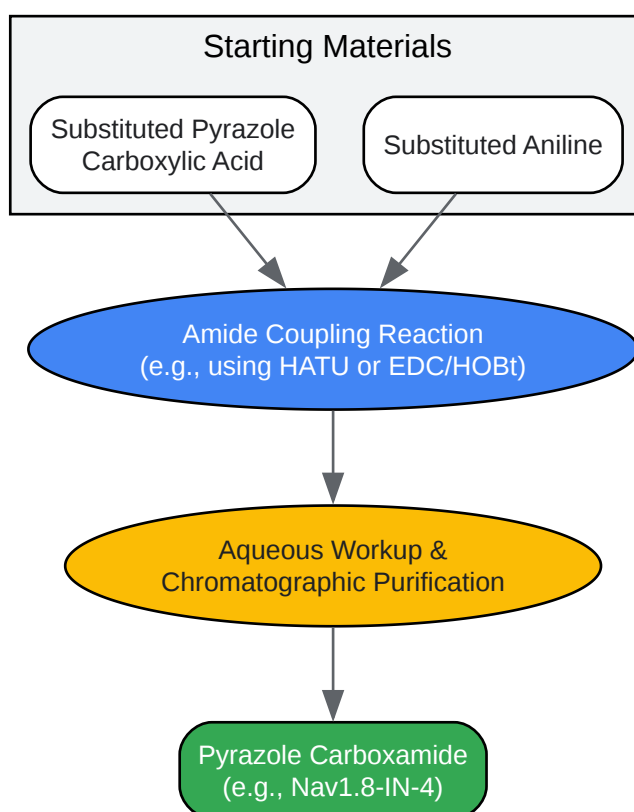 Starting Materials
Substituted Pyrazole
Carboxylic Acid
Substituted Aniline
Amide Coupling Reaction
(e.g., using HATU or EDC/HOBt)
Aqueous Workup &
Chromatographic Purification
Pyrazole Carboxamide
(e.g., Nav1.8-IN-4)